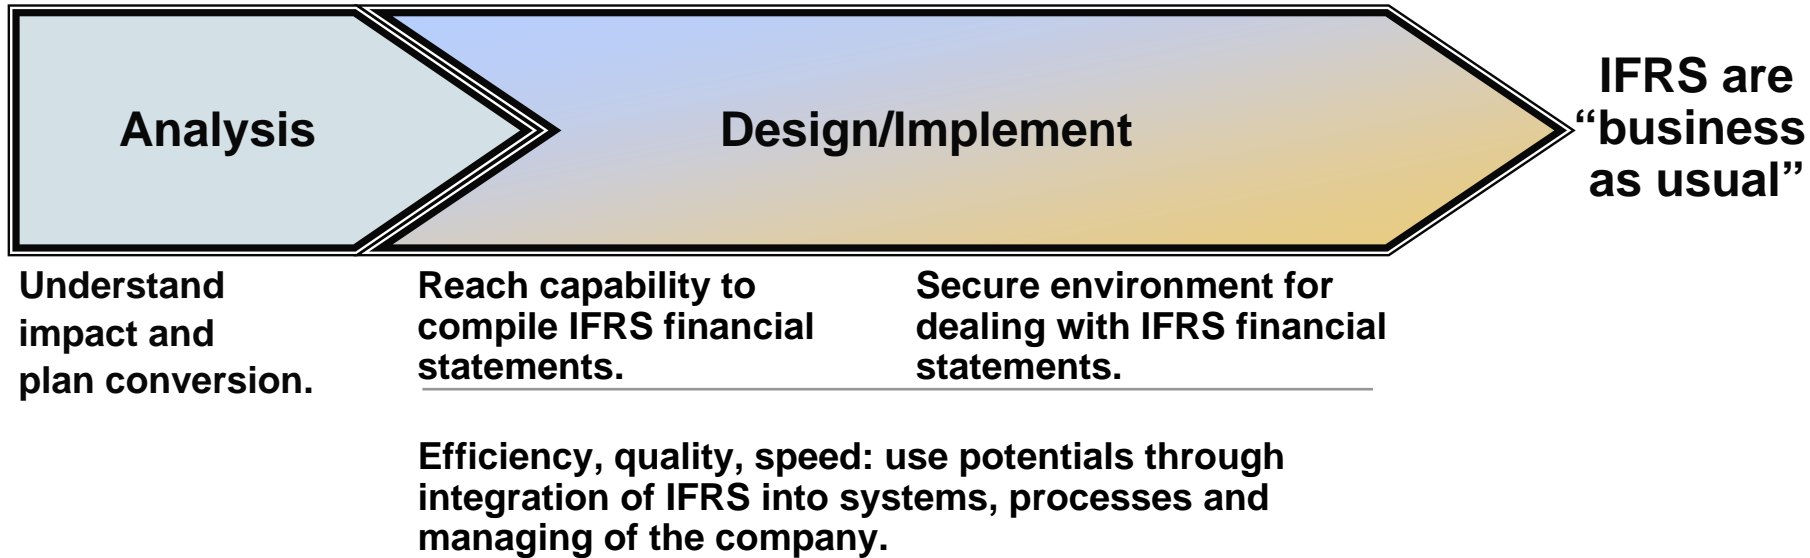 Analysis
Design/Implement
IFRS are
“business
as usual”
Understand
impact and
plan conversion.
Reach capability to
compile IFRS financial
statements.
Secure environment for
dealing with IFRS financial
statements.
Efficiency, quality, speed: use potentials through
integration of IFRS into systems, processes and
managing of the company.